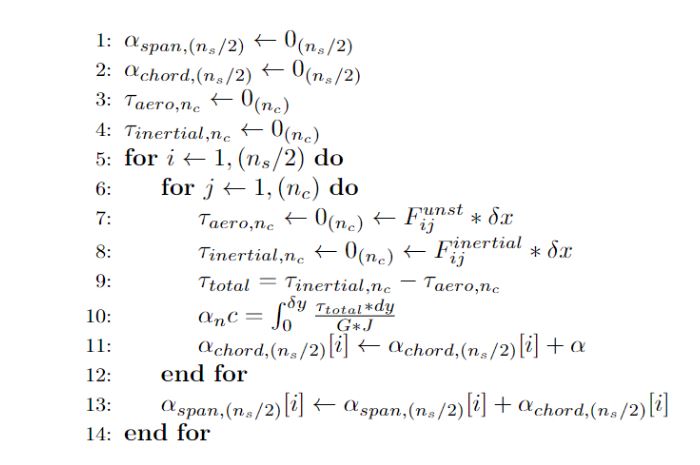 1: α_{span,(n_s/2)} ← 0_{(n_s/2)}
2: α_{chord,(n_s/2)} ← 0_{(n_s/2)}
3: τ_{aero,n_c} ← 0_{(n_c)}
4: τ_{inertial,n_c} ← 0_{(n_c)}
5: for i ← 1, (n_s/2) do
6: for j ← 1, (n_c) do
7: τ_{aero,n_c} ← 0_{(n_c)} ← F_{ij}^{unst} * δx
8: τ_{inertial,n_c} ← 0_{(n_c)} ← F_{ij}^{inertial} * δx
9: τ_{total} = τ_{inertial,n_c} − τ_{aero,n_c}
10: α_n c = ∫_0^{δy} \frac{τ_{total}*dy}{G*J}
11: α_{chord,(n_s/2)}[i] ← α_{chord,(n_s/2)}[i] + α
12: end for
13: α_{span,(n_s/2)}[i] ← α_{span,(n_s/2)}[i] + α_{chord,(n_s/2)}[i]
14: end for